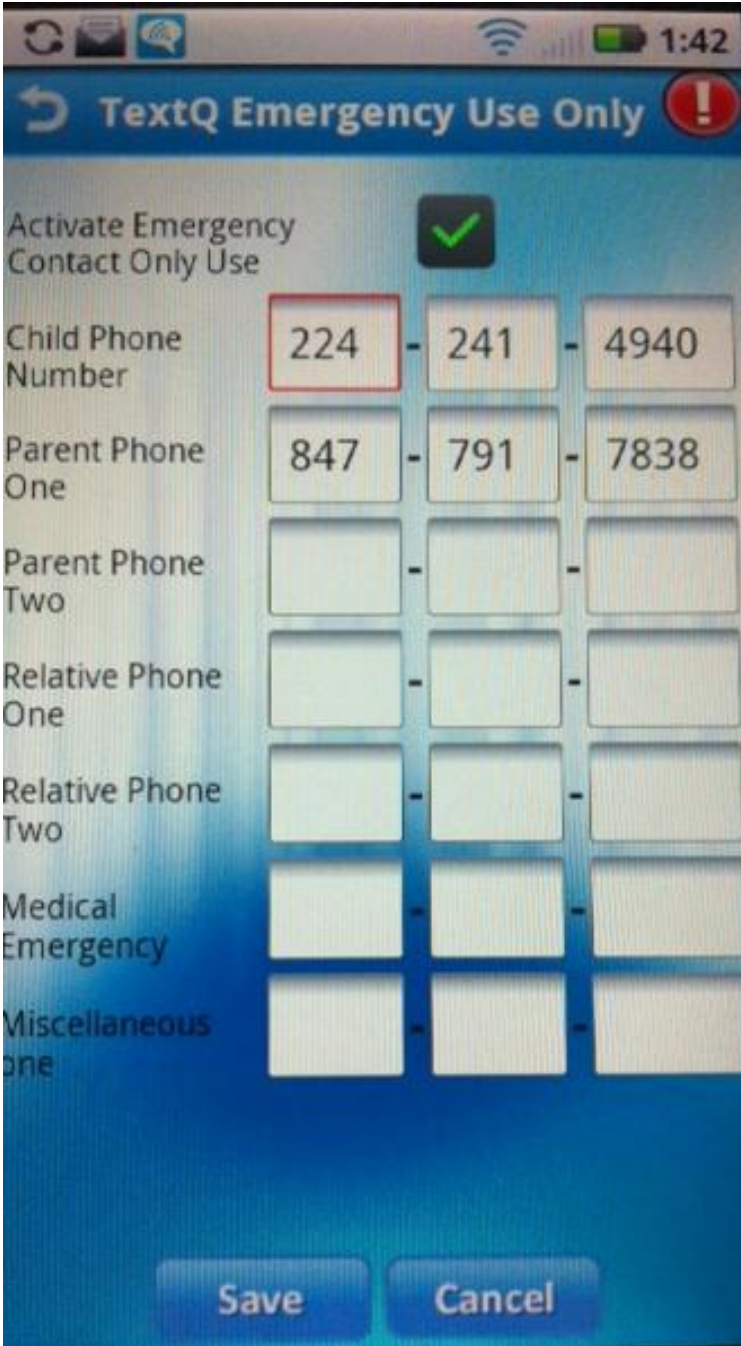 1:42
TextQ Emergency Use Only
Activate Emergency
Contact Only Use
Child Phone
Number
224 - 241 - 4940
Parent Phone
One
847 - 791 - 7838
Parent Phone
Two
- -
Relative Phone
One
- -
Relative Phone
Two
- -
Medical
Emergency
- -
Miscellaneous
one
- -
Save
Cancel